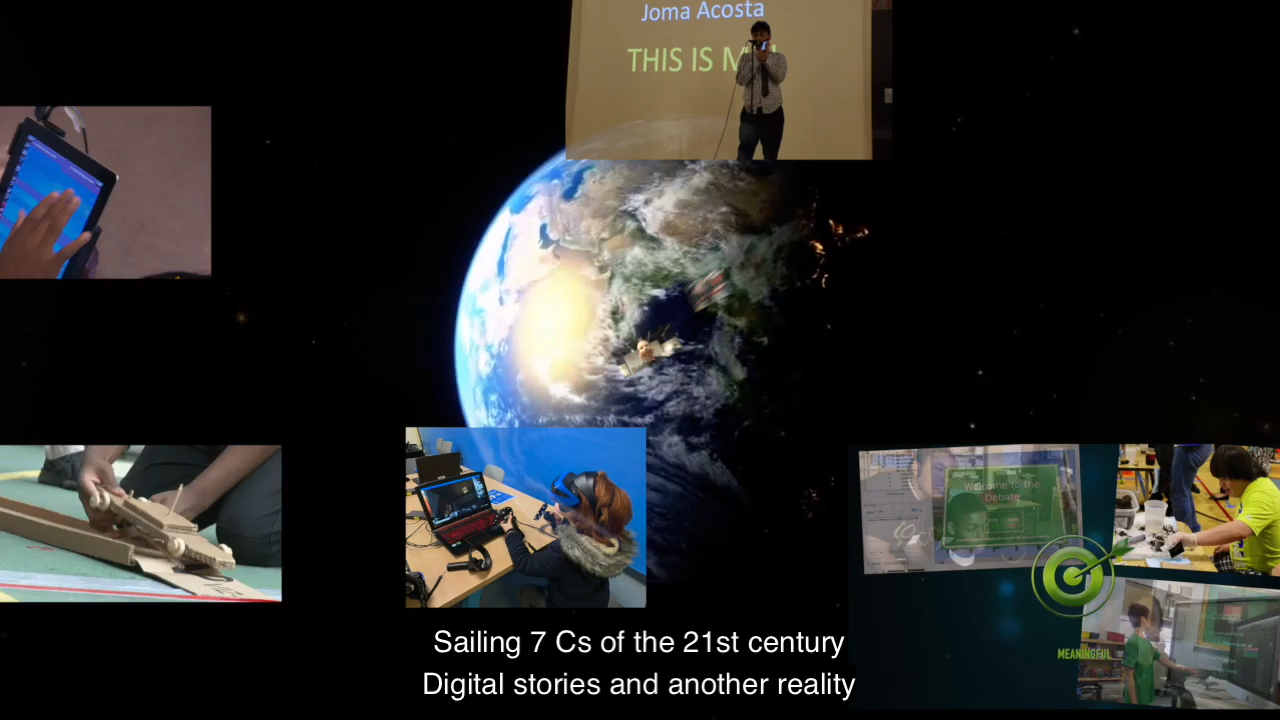 Joma Acosta
THIS IS M
Welcome to the
Debate
MEANINGFUL
Sailing 7 Cs of the 21st century
Digital stories and another reality